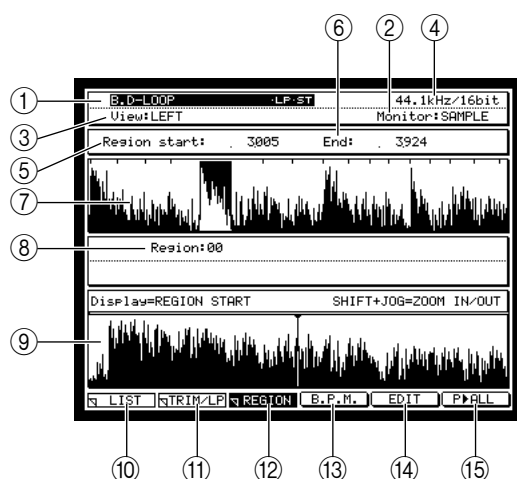 ⑥ ② ④
① B.D-LOOP ·LP·ST 44.1kHz/16bit
③ View:LEFT Monitor:SAMPLE
⑤ Region start: . 3005 End: . 3924
⑦
⑧ Region:00
Display=REGION START SHIFT+JOG=ZOOM IN/OUT
⑨
LIST TRIM/LP REGION B.P.M. EDIT P▶ALL
⑩ ⑪ ⑫ ⑬ ⑭ ⑮